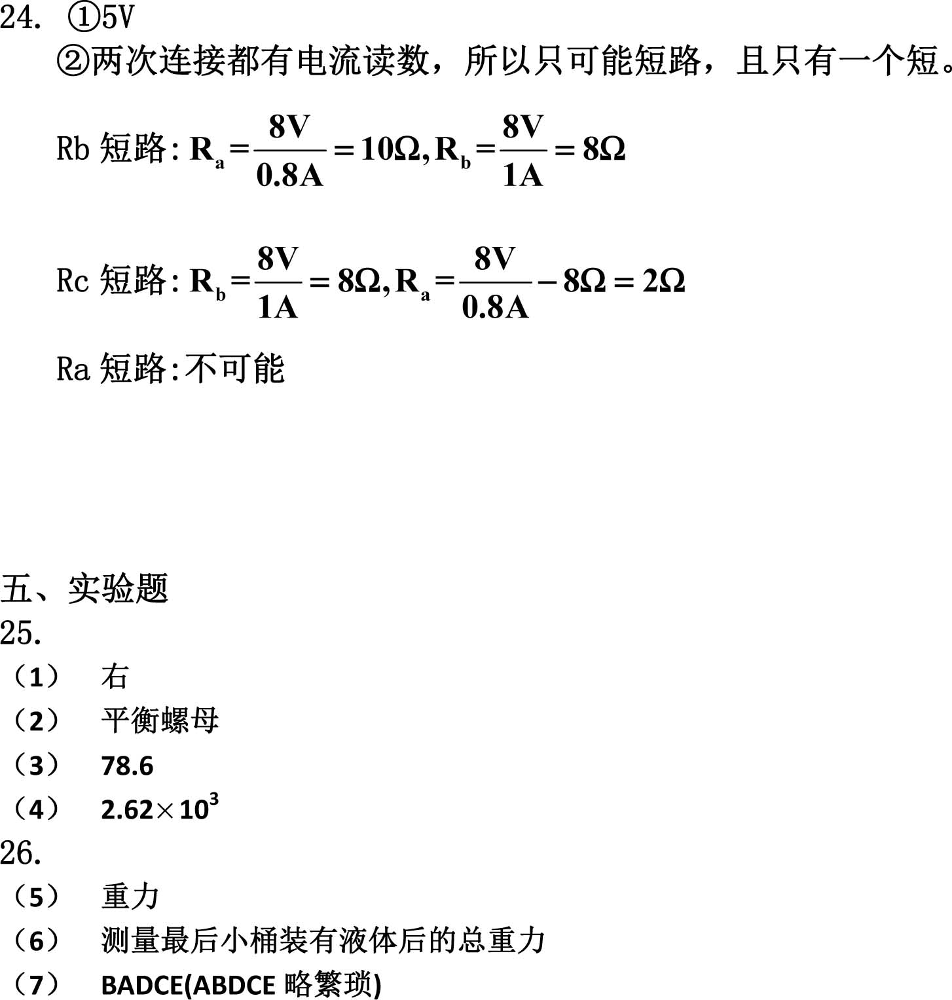 24. ①5V
②两次连接都有电流读数，所以只可能短路，且只有一个短。
Rb 短路: R_a = 8V/0.8A = 10Ω, R_b = 8V/1A = 8Ω
Rc 短路: R_b = 8V/1A = 8Ω, R_a = 8V/0.8A − 8Ω = 2Ω
Ra 短路:不可能
五、实验题
25.
（1） 右
（2） 平衡螺母
（3） 78.6
（4） 2.62×10³
26.
（5） 重力
（6） 测量最后小桶装有液体后的总重力
（7） BADCE(ABDCE 略繁琐)